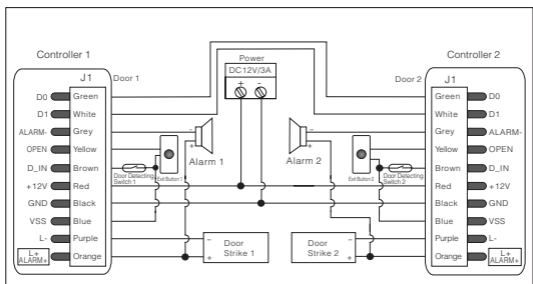 Controller 1
Power
Controller 2
DC12V/3A
+ -
J1
Door 1
Door 2
J1
D0 Green
Green D0
D1 White
White D1
ALARM- Grey
Grey ALARM-
OPEN Yellow
Yellow OPEN
D_IN Brown
Brown D_IN
+12V Red
Red +12V
GND Black
Black GND
VSS Blue
Blue VSS
L- Purple
Purple L-
L+
ALARM+
Orange
Orange
L+
ALARM+
-
+
Alarm 1
-
+
Alarm 2
Door Detecting
Switch 1
Exit Button 1
Exit Button 2
Door Detecting
Switch 2
-
+
Door
Strike 1
Door
Strike 2
-
+